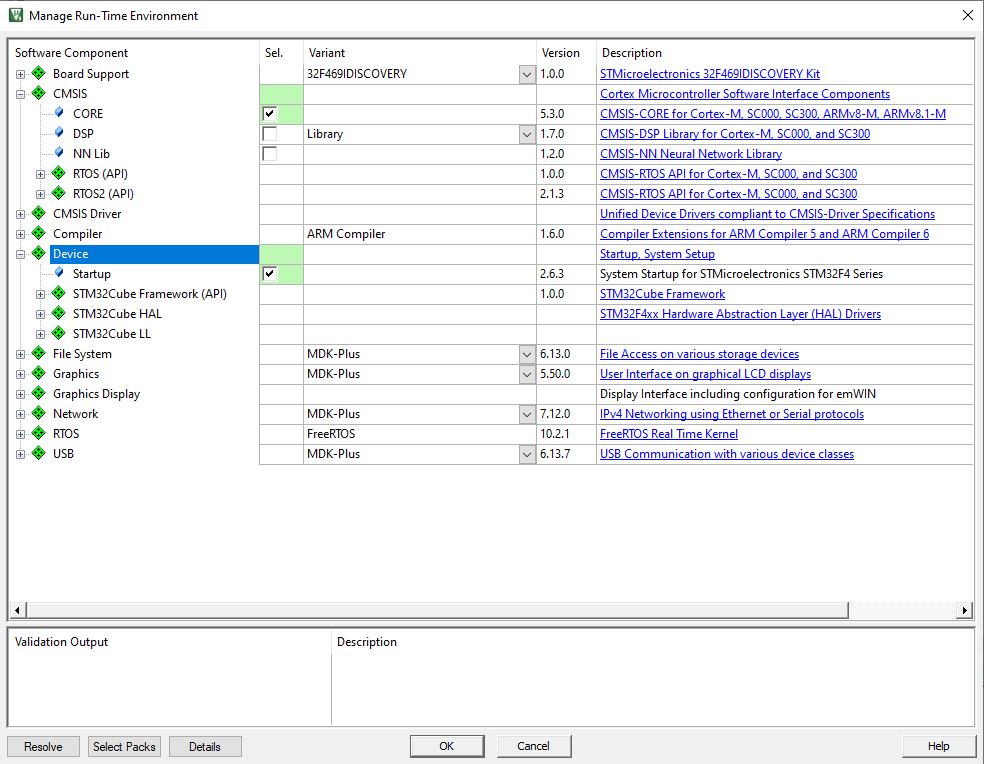 Manage Run-Time Environment
Software Component Sel. Variant Version Description
Board Support 32F469IDISCOVERY 1.0.0 STMicroelectronics 32F469IDISCOVERY Kit
CMSIS Cortex Microcontroller Software Interface Components
CORE 5.3.0 CMSIS-CORE for Cortex-M, SC000, SC300, ARMv8-M, ARMv8.1-M
DSP Library 1.7.0 CMSIS-DSP Library for Cortex-M, SC000, and SC300
NN Lib 1.2.0 CMSIS-NN Neural Network Library
RTOS (API) 1.0.0 CMSIS-RTOS API for Cortex-M, SC000, and SC300
RTOS2 (API) 2.1.3 CMSIS-RTOS API for Cortex-M, SC000, and SC300
CMSIS Driver Unified Device Drivers compliant to CMSIS-Driver Specifications
Compiler ARM Compiler 1.6.0 Compiler Extensions for ARM Compiler 5 and ARM Compiler 6
Device Startup, System Setup
Startup 2.6.3 System Startup for STMicroelectronics STM32F4 Series
STM32Cube Framework (API) 1.0.0 STM32Cube Framework
STM32Cube HAL STM32F4xx Hardware Abstraction Layer (HAL) Drivers
STM32Cube LL
File System MDK-Plus 6.13.0 File Access on various storage devices
Graphics MDK-Plus 5.50.0 User Interface on graphical LCD displays
Graphics Display Display Interface including configuration for emWIN
Network MDK-Plus 7.12.0 IPv4 Networking using Ethernet or Serial protocols
RTOS FreeRTOS 10.2.1 FreeRTOS Real Time Kernel
USB MDK-Plus 6.13.7 USB Communication with various device classes
Validation Output Description
Resolve Select Packs Details OK Cancel Help